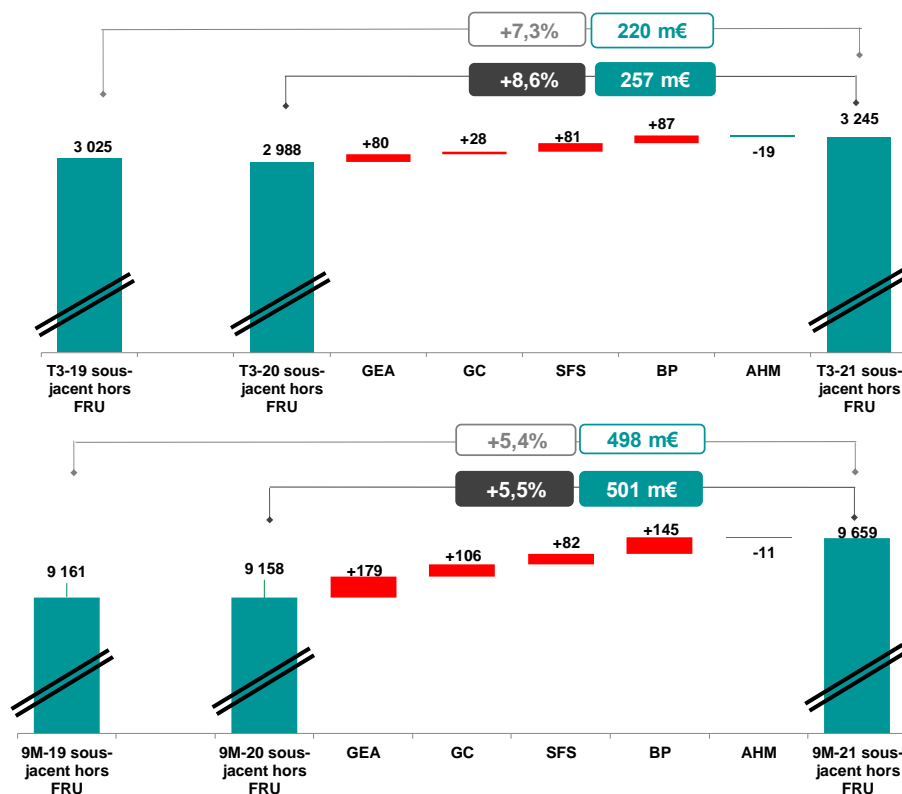 +7,3% 220 m€
+8,6% 257 m€
3 025
2 988
+80
+28
+81
+87
-19
3 245
T3-19 sous-
jacent hors
FRU
T3-20 sous-
jacent hors
FRU
GEA
GC
SFS
BP
AHM
T3-21 sous-
jacent hors
FRU
+5,4% 498 m€
+5,5% 501 m€
9 161
9 158
+179
+106
+82
+145
-11
9 659
9M-19 sous-
jacent hors
FRU
9M-20 sous-
jacent hors
FRU
GEA
GC
SFS
BP
AHM
9M-21 sous-
jacent hors
FRU